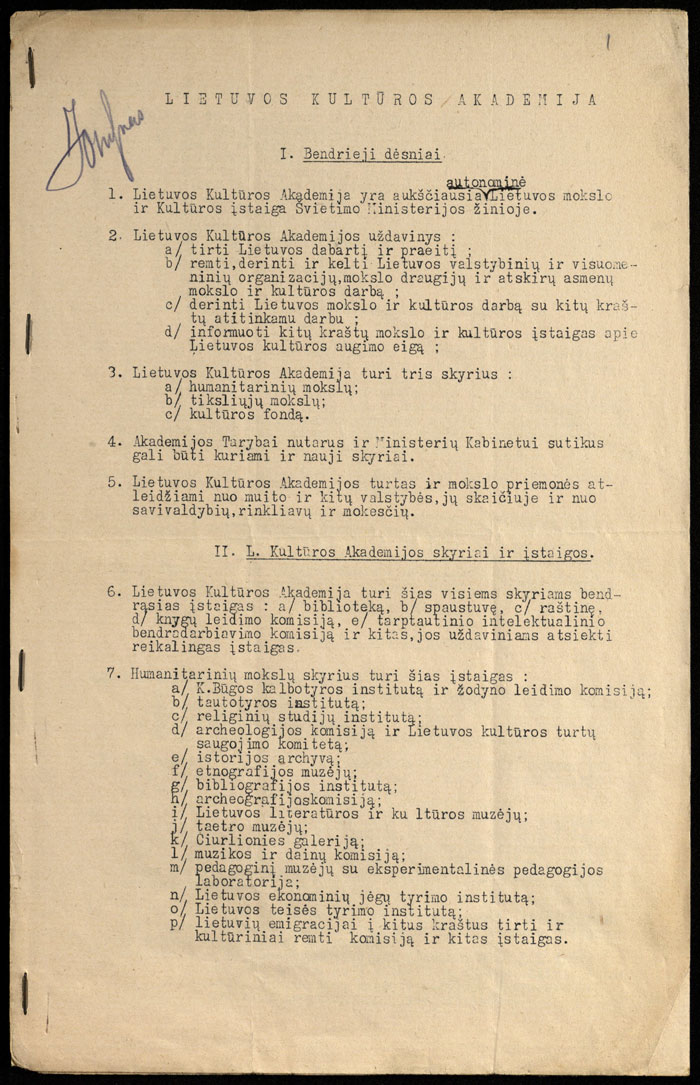 1
LIETUVOS KULTŪROS AKADEMIJA
I. Bendrieji dėsniai.
autonominė
1. Lietuvos Kultūros Akademija yra aukščiausia Lietuvos mokslo
ir Kultūros įstaiga Švietimo Ministerijos žinioje.
2. Lietuvos Kultūros Akademijos uždavinys :
a/ tirti Lietuvos dabartį ir praeitį ;
b/ remti,derinti ir kelti Lietuvos valstybinių ir visuome-
ninių organizacijų,mokslo draugijų ir atskirų asmenų
mokslo ir kultūros darbą ;
c/ derinti Lietuvos mokslo ir kultūros darbą su kitų kraš-
tų atitinkamu darbu ;
d/ informuoti kitų kraštų mokslo ir kultūros įstaigas apie
Lietuvos kultūros augimo eigą ;
3. Lietuvos Kultūros Akademija turi tris skyrius :
a/ humanitarinių mokslų;
b/ tiksliųjų mokslų;
c/ kultūros fondą.
4. Akademijos Tarybai nutarus ir Ministerių Kabinetui sutikus
gali būti kuriami ir nauji skyriai.
5. Lietuvos Kultūros Akademijos turtas ir mokslo priemonės at-
leidžiami nuo muito ir kitų valstybės,jų skaičiuje ir nuo
savivaldybių,rinkliavų ir mokesčių.
II. L. Kultūros Akademijos skyriai ir įstaigos.
6. Lietuvos Kultūros Akademija turi šias visiems skyriams bend-
rąsias įstaigas : a/ biblioteką, b/ spaustuvę, c/ raštinę,
d/ knygų leidimo komisiją, e/ tarptautinio intelektualinio
bendradarbiavimo komisiją ir kitas,jos uždaviniams atsiekti
reikalingas įstaigas.
7. Humanitarinių mokslų skyrius turi šias įstaigas :
a/ K.Būgos kalbotyros institutą ir žodyno leidimo komisiją;
b/ tautotyros institutą;
c/ religinių studijų institutą;
d/ archeologijos komisiją ir Lietuvos kultūros turtų
saugojimo komitetą;
e/ istorijos archyvą;
f/ etnografijos muzėjų;
g/ bibliografijos institutą;
h/ archeografijoskomisiją;
i/ Lietuvos literatūros ir ku ltūros muzėjų;
j/ taetro muzėjų;
k/ Čiurlionies galeriją;
l/ muzikos ir dainų komisiją;
m/ pedagoginį muzėjų su eksperimentalinės pedagogijos
laboratorija;
n/ Lietuvos ekonominių jėgų tyrimo institutą;
o/ Lietuvos teisės tyrimo institutą;
p/ lietuvių emigracijai į kitus kraštus tirti ir
kultūriniai remti komisiją ir kitas įstaigas.